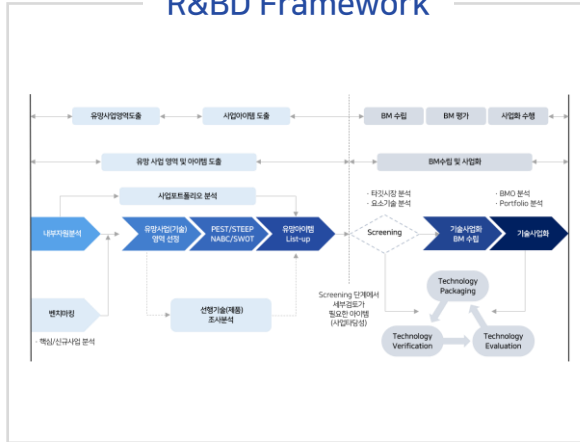 R&BD Framework
유망사업영역도출
사업아이템 도출
BM 수립
BM 평가
사업화 수행
유망 사업 영역 및 아이템 도출
BM수립 및 사업화
사업포트폴리오 분석
· 타깃시장 분석
· 요소기술 분석
· BMO 분석
· Portfolio 분석
내부자원분석
유망사업(기술)
영역 선정
PEST/STEEP
NABC/SWOT
유망아이템
List-up
Screening
기술사업화
BM 수립
기술사업화
벤치마킹
· 핵심/신규사업 분석
선행기술(제품)
조사분석
Screening 단계에서
세부검토가
필요한 아이템
(사업타당성)
Technology
Packaging
Technology
Verification
Technology
Evaluation